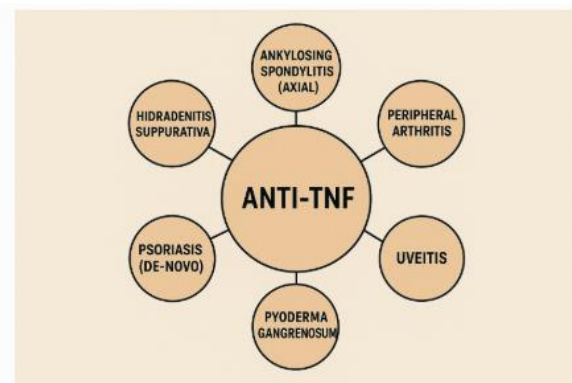 ANKYLOSING
SPONDYLITIS
(AXIAL)
HIDRADENITIS
SUPPURATIVA
PERIPHERAL
ARTHRITIS
ANTI-TNF
PSORIASIS
(DE-NOVO)
UVEITIS
PYODERMA
GANGRENOSUM